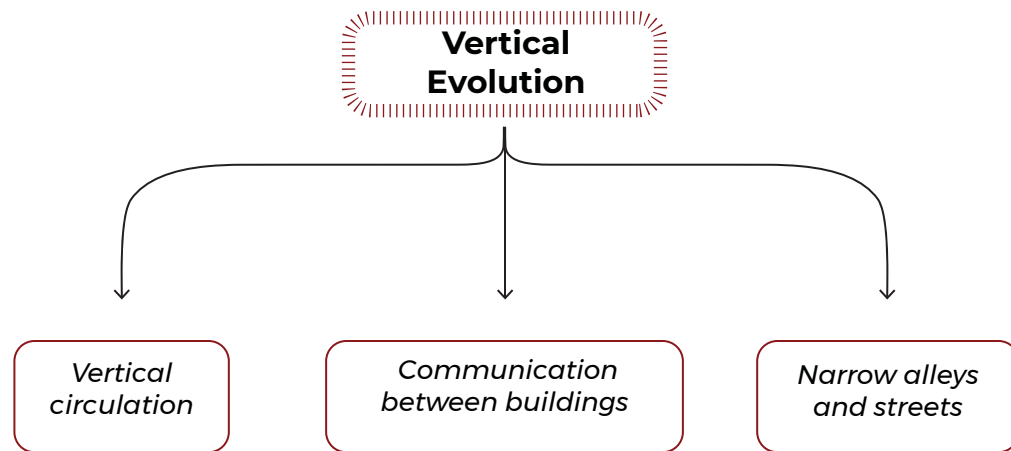 Vertical
Evolution
Vertical
circulation
Communication
between buildings
Narrow alleys
and streets